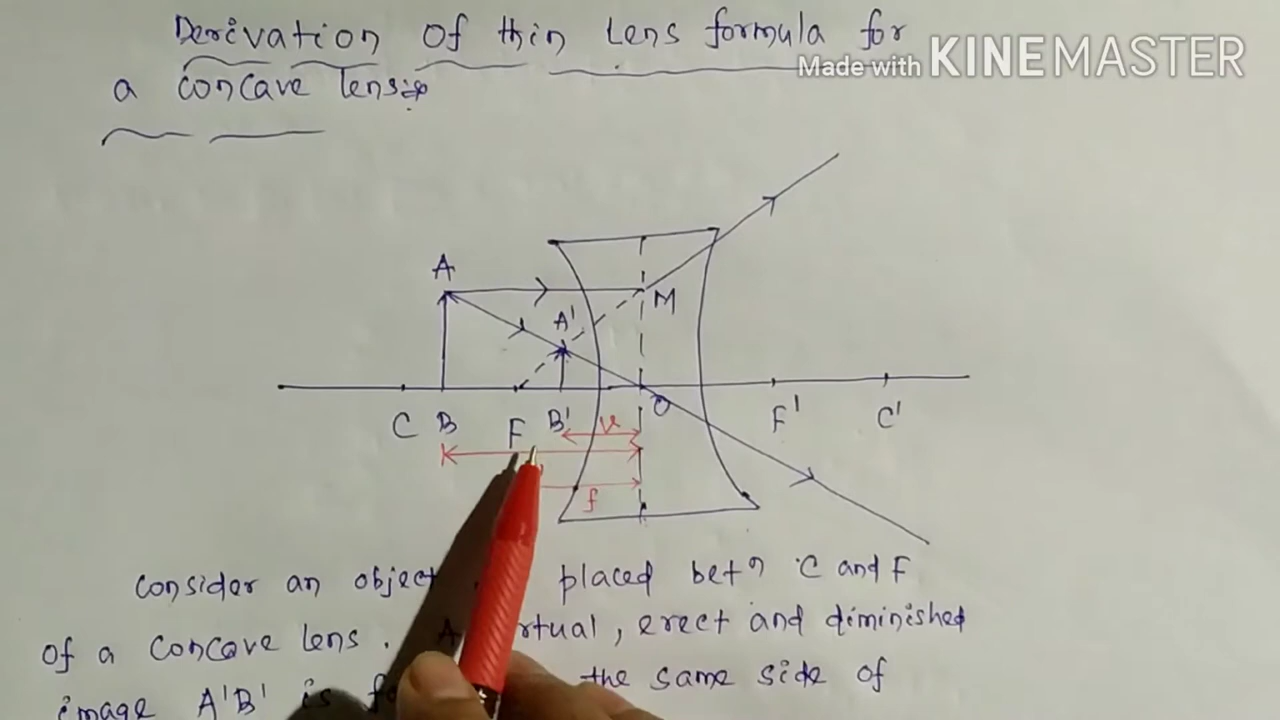 Derivation of thin lens formula for
Made with KINEMASTER
a concave lens:
A
M
A'
O
C B F B' F' C'
v
f
Consider an object placed betn C and F
of a concave lens. A virtual, erect and diminished
image A'B' is the same side of